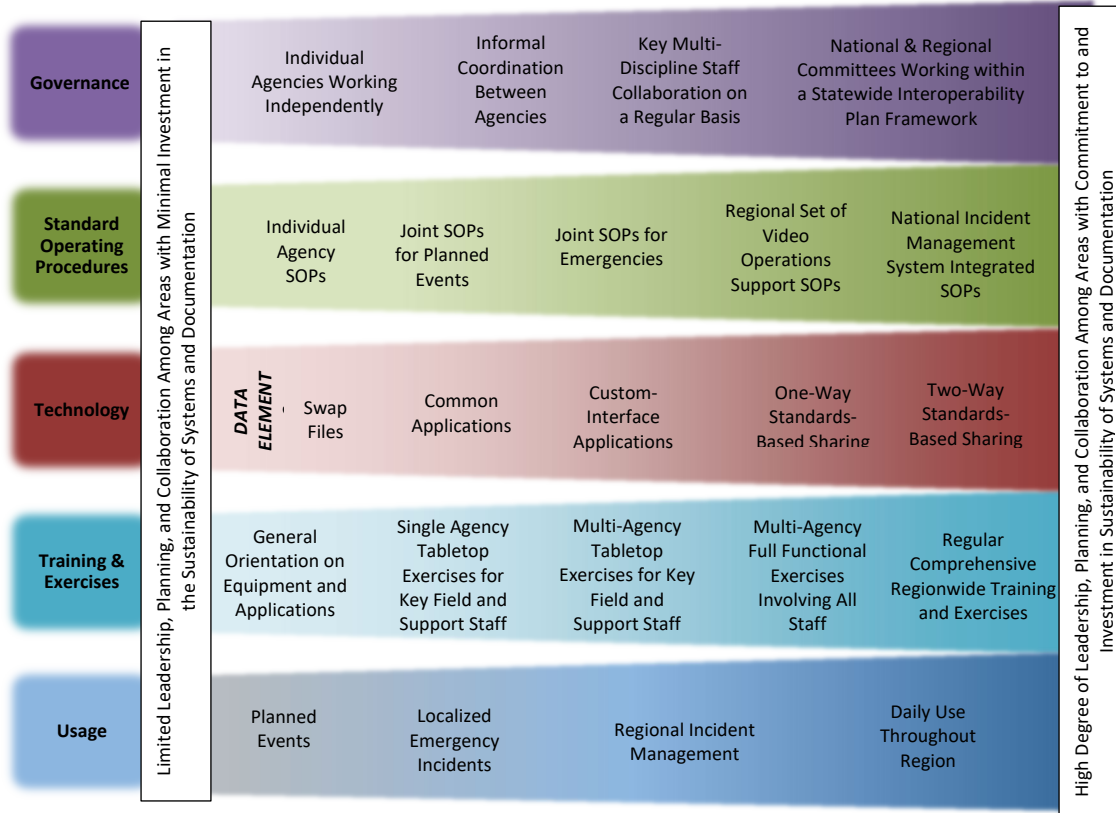 Governance
Limited Leadership, Planning, and Collaboration Among Areas with Minimal Investment in
the Sustainability of Systems and Documentation
Individual
Agencies Working
Independently
Informal
Coordination
Between
Agencies
Key Multi-
Discipline Staff
Collaboration on
a Regular Basis
National & Regional
Committees Working within
a Statewide Interoperability
Plan Framework
High Degree of Leadership, Planning, and Collaboration Among Areas with Commitment to and
Investment in Sustainability of Systems and Documentation
Standard
Operating
Procedures
Individual
Agency
SOPs
Joint SOPs
for Planned
Events
Joint SOPs for
Emergencies
Regional Set of
Video
Operations
Support SOPs
National Incident
Management
System Integrated
SOPs
Technology
DATA
ELEMENT
Swap
Files
Common
Applications
Custom-
Interface
Applications
One-Way
Standards-
Based Sharing
Two-Way
Standards-
Based Sharing
Training &
Exercises
General
Orientation on
Equipment and
Applications
Single Agency
Tabletop
Exercises for
Key Field and
Support Staff
Multi-Agency
Tabletop
Exercises for Key
Field and
Support Staff
Multi-Agency
Full Functional
Exercises
Involving All
Staff
Regular
Comprehensive
Regionwide Training
and Exercises
Usage
Planned
Events
Localized
Emergency
Incidents
Regional Incident
Management
Daily Use
Throughout
Region